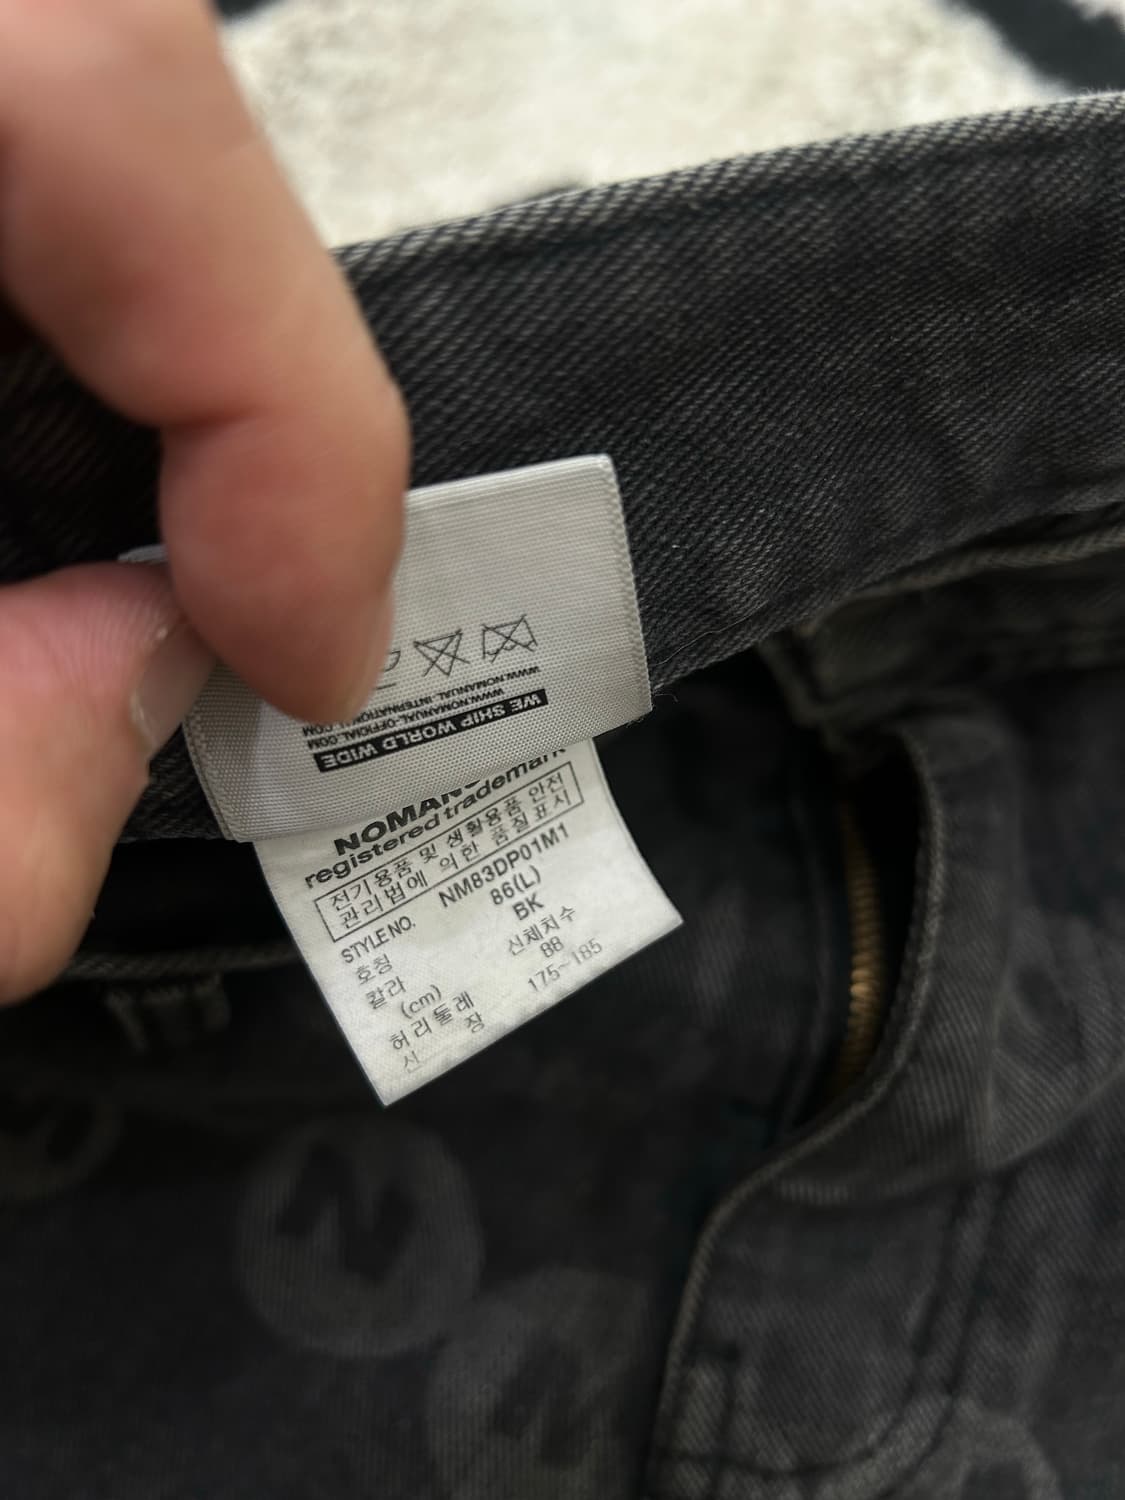 WWW.NOMANUAL INTERNATIONAL.COM
WWW.NOMANUAL-OFFICIAL.COM
WE SHIP WORLD WIDE
registered trademark
전기용품 및 생활용품 안전
관리법에 의한 품질표시
STYLE NO. NM83DP01M1
호칭 86(L)
칼라 BK
(cm) 신체치수
허리둘레 88
신 장 175~185
N